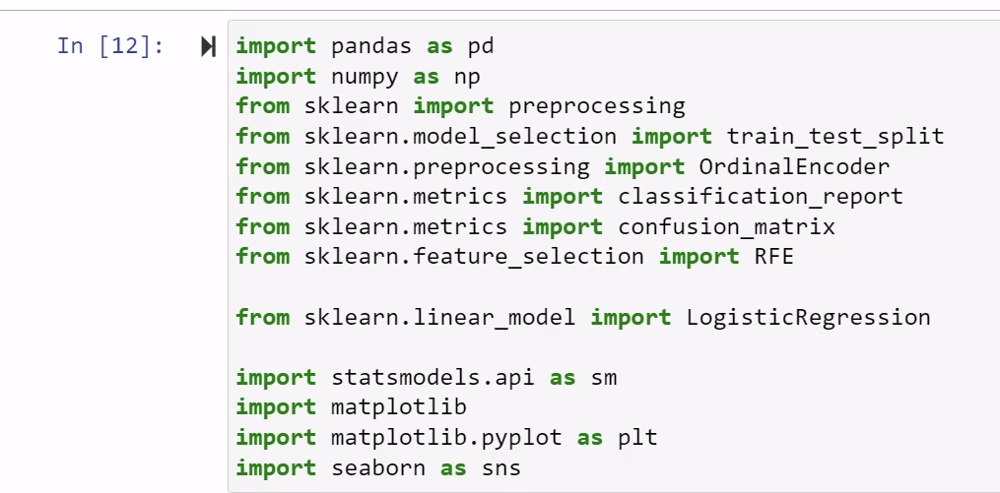 In [12]:
import pandas as pd
import numpy as np
from sklearn import preprocessing
from sklearn.model_selection import train_test_split
from sklearn.preprocessing import OrdinalEncoder
from sklearn.metrics import classification_report
from sklearn.metrics import confusion_matrix
from sklearn.feature_selection import RFE
from sklearn.linear_model import LogisticRegression
import statsmodels.api as sm
import matplotlib
import matplotlib.pyplot as plt
import seaborn as sns